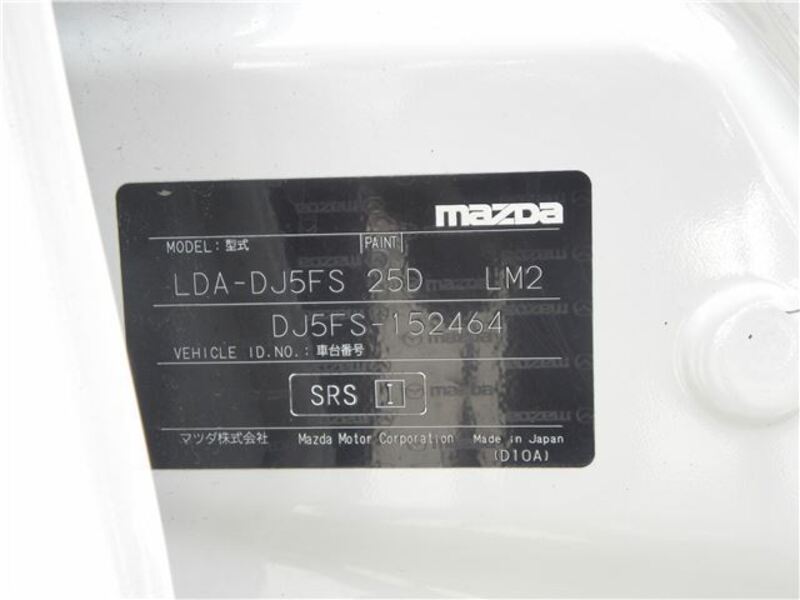 mazda
MODEL: 型式 PAINT
LDA-DJ5FS 25D LM2
DJ5FS-152464
VEHICLE ID.NO.: 車台番号
SRS I
マツダ株式会社 Mazda Motor Corporation Made in Japan
(D10A)